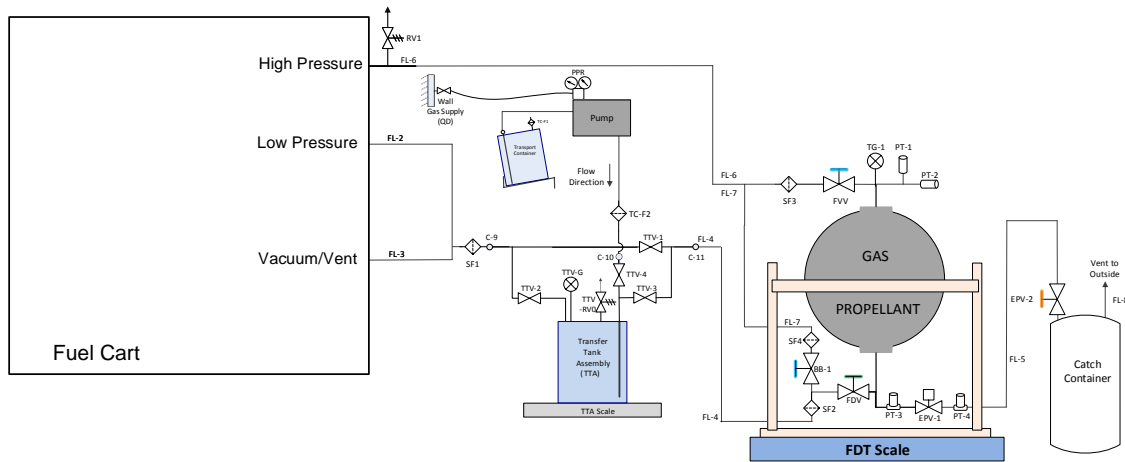 RV1
High Pressure
FL-6
PPR
Wall
Gas Supply
(QD)
Pump
TC-F1
Transport
Container
Low Pressure
FL-2
Flow
Direction
TG-1
PT-1
PT-2
FL-6
FL-7
SF3
FVV
TC-F2
C-9
TTV-1
FL-4
C-11
SF1
C-10
Vacuum/Vent
FL-3
TTV-G
TTV-4
TTV-2
TTV
-RV0
TTV-3
GAS
PROPELLANT
EPV-2
Vent to
Outside
FL-8
FL-7
SF4
BB-1
Fuel Cart
Transfer
Tank
Assembly
(TTA)
TTA Scale
FL-4
SF2
FDV
PT-3
EPV-1
PT-4
FL-5
Catch
Container
FDT Scale